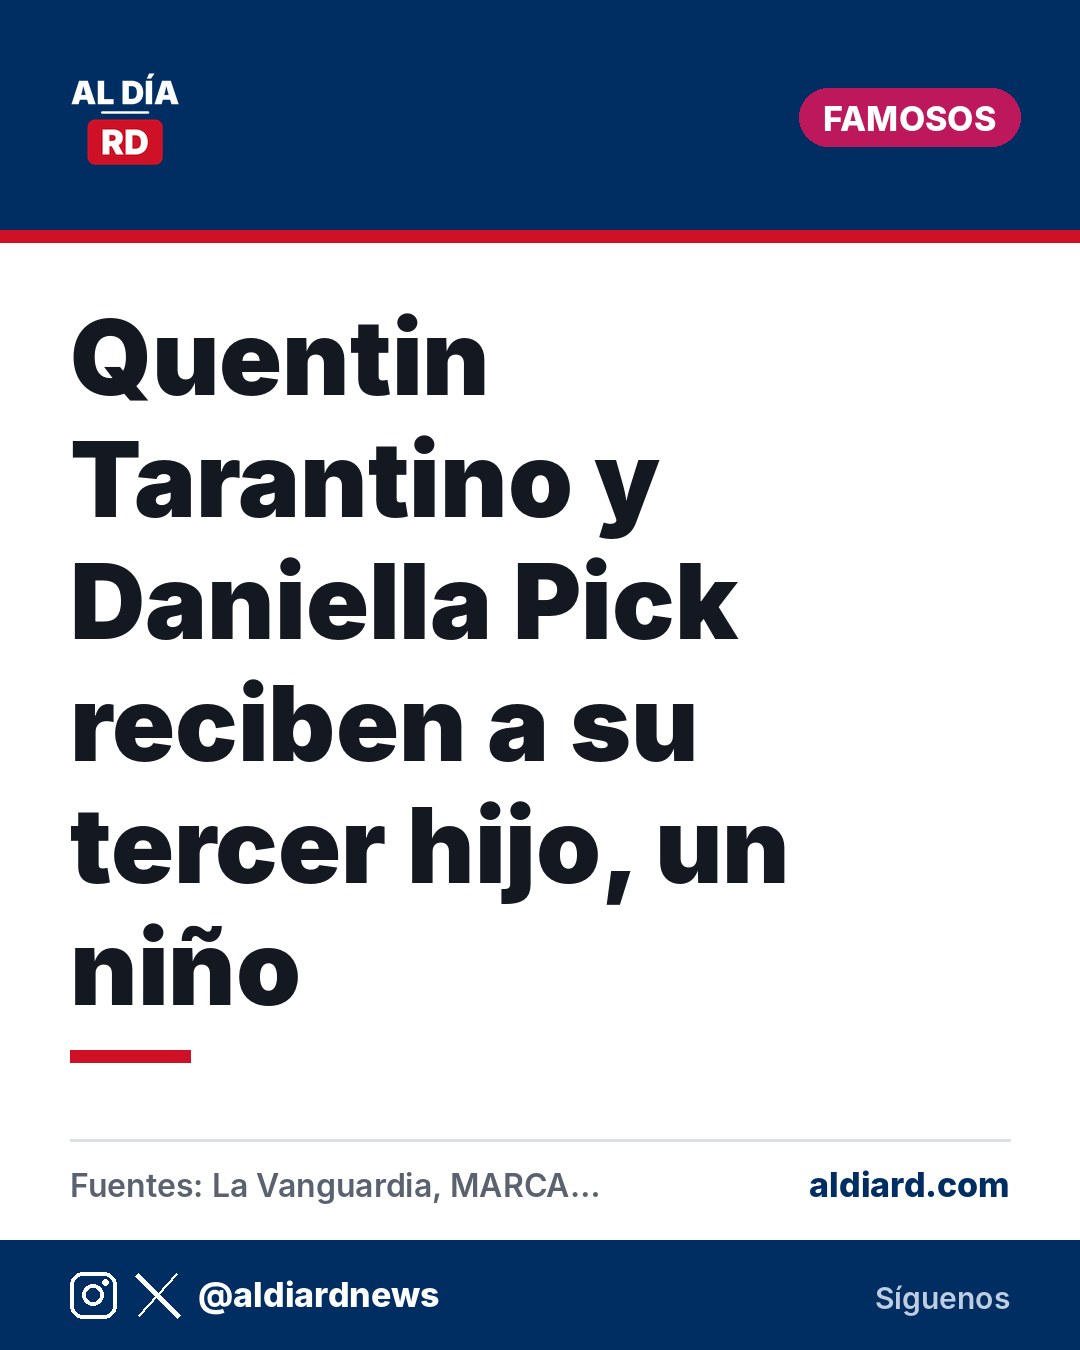 AL DÍA
RD
FAMOSOS
Quentin
Tarantino y
Daniella Pick
reciben a su
tercer hijo, un
niño
Fuentes: La Vanguardia, MARCA...
aldiard.com
@aldiardnews
Síguenos